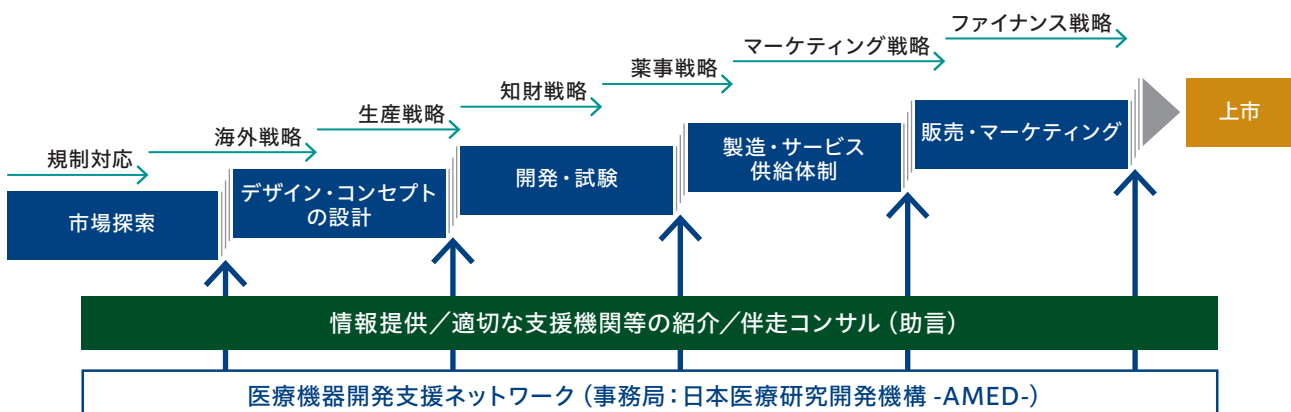 ファイナンス戦略
マーケティング戦略
薬事戦略
知財戦略
生産戦略
海外戦略
規制対応
上市
販売・マーケティング
製造・サービス
供給体制
開発・試験
デザイン・コンセプト
の設計
市場探索
情報提供／適切な支援機関等の紹介／伴走コンサル（助言）
医療機器開発支援ネットワーク（事務局：日本医療研究開発機構 -AMED-）